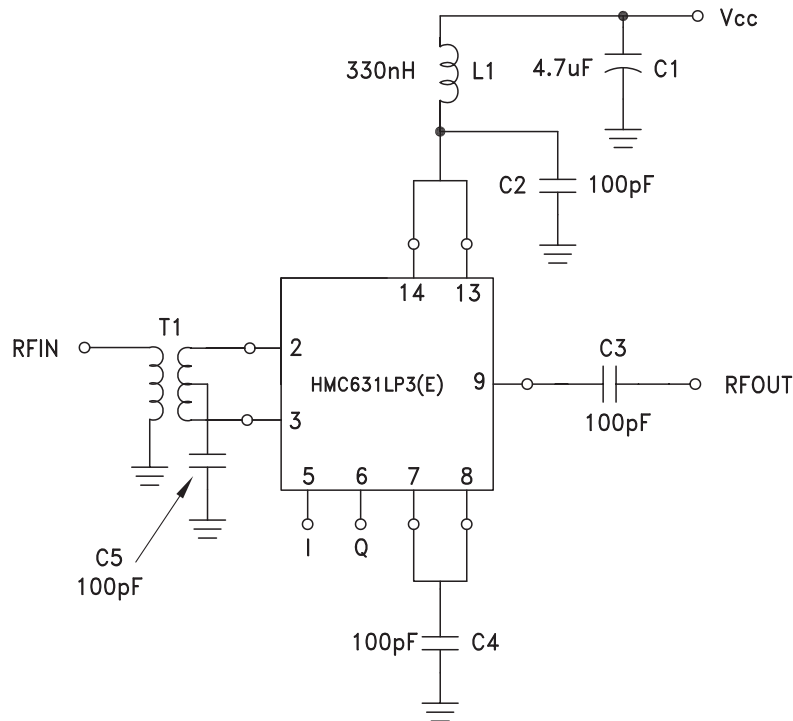 Vcc
330nH L1 4.7uF C1
C2 100pF
14 13
T1
RFIN 2
C3
HMC631LP3(E) 9 RFOUT
3 100pF
5 6 7 8
I Q
C5
100pF
100pF C4